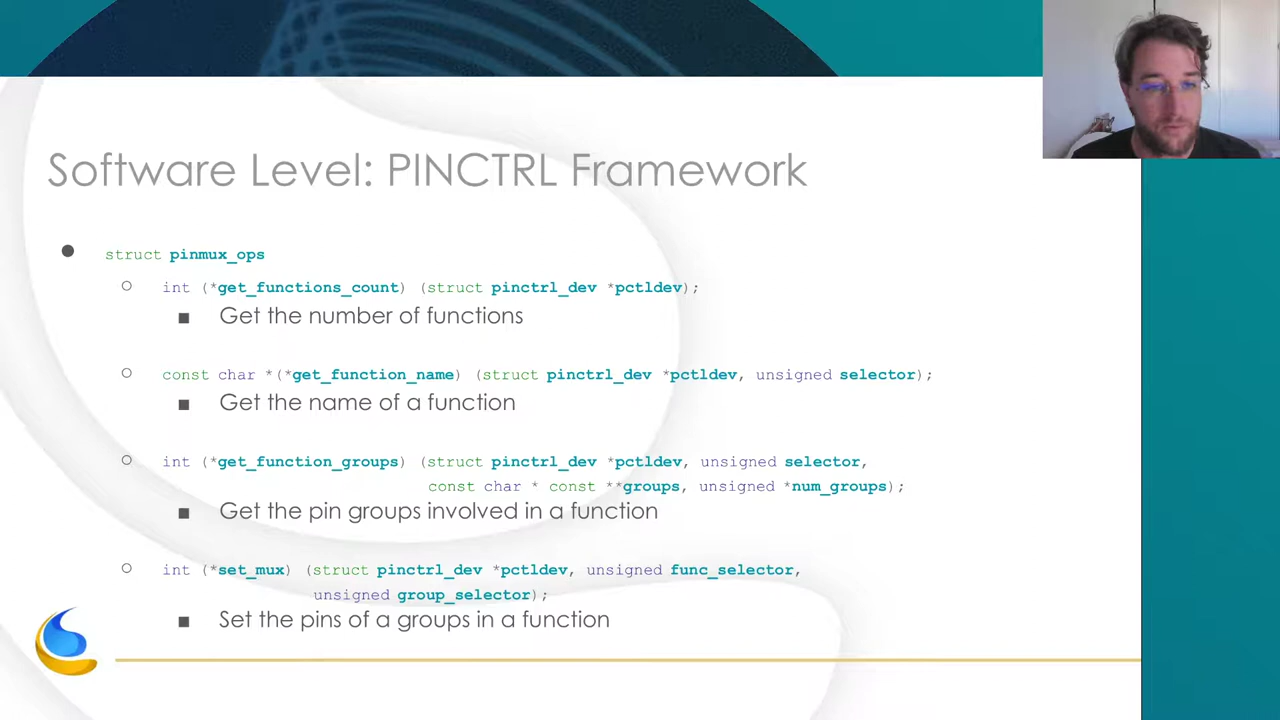 Software Level: PINCTRL Framework
struct pinmux_ops
int (*get_functions_count) (struct pinctrl_dev *pctldev);
Get the number of functions
const char *(*get_function_name) (struct pinctrl_dev *pctldev, unsigned selector);
Get the name of a function
int (*get_function_groups) (struct pinctrl_dev *pctldev, unsigned selector,
const char * const **groups, unsigned *num_groups);
Get the pin groups involved in a function
int (*set_mux) (struct pinctrl_dev *pctldev, unsigned func_selector,
unsigned group_selector);
Set the pins of a groups in a function